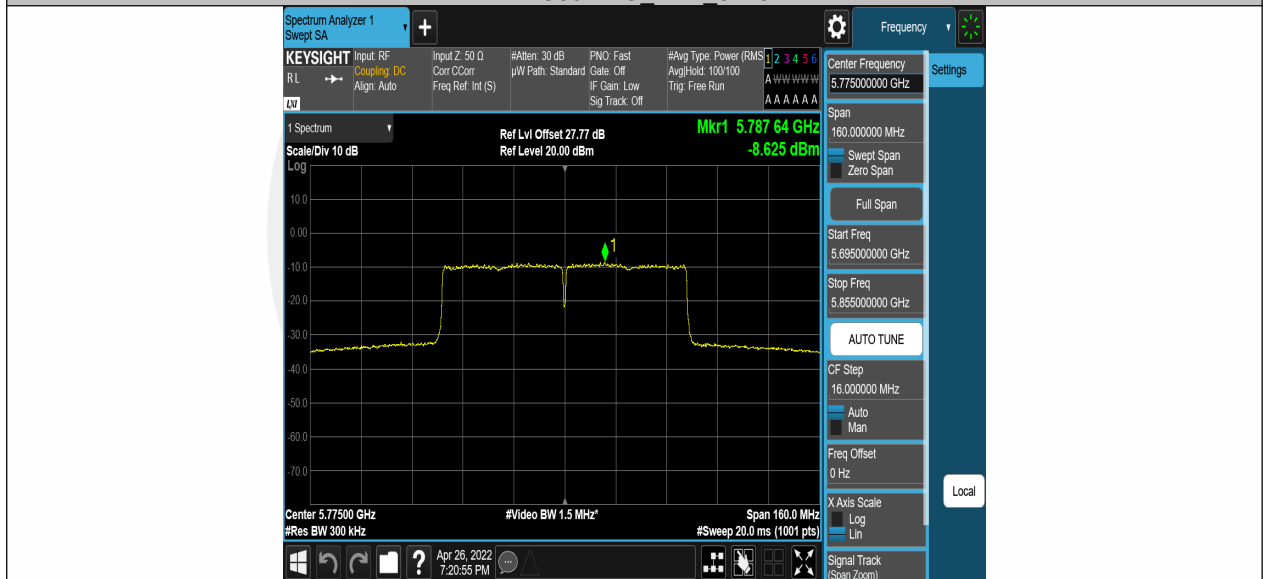 Spectrum Analyzer 1
Swept SA
+
Frequency
KEYSIGHT
RL
LXI
Input: RF
Coupling: DC
Align: Auto
Input Z: 50 Ω
Corr CCorr
Freq Ref: Int (S)
#Atten: 30 dB
µW Path: Standard
PNO: Fast
Gate: Off
IF Gain: Low
Sig Track: Off
#Avg Type: Power (RMS
Avg|Hold: 100/100
Trig: Free Run
1 2 3 4 5 6
A W W W W W
A A A A A A
Center Frequency
5.775000000 GHz
Settings
Span
160.000000 MHz
Swept Span
Zero Span
Full Span
Start Freq
5.695000000 GHz
Stop Freq
5.855000000 GHz
AUTO TUNE
CF Step
16.000000 MHz
Auto
Man
Freq Offset
0 Hz
X Axis Scale
Log
Lin
Signal Track
(Span Zoom)
Local
1 Spectrum
Scale/Div 10 dB
Log
Ref Lvl Offset 27.77 dB
Ref Level 20.00 dBm
Mkr1 5.787 64 GHz
-8.625 dBm
10.0
0.00
-10.0
-20.0
-30.0
-40.0
-50.0
-60.0
-70.0
1
Center 5.77500 GHz
#Res BW 300 kHz
#Video BW 1.5 MHz*
Span 160.0 MHz
#Sweep 20.0 ms (1001 pts)
?
Apr 26, 2022
7:20:55 PM